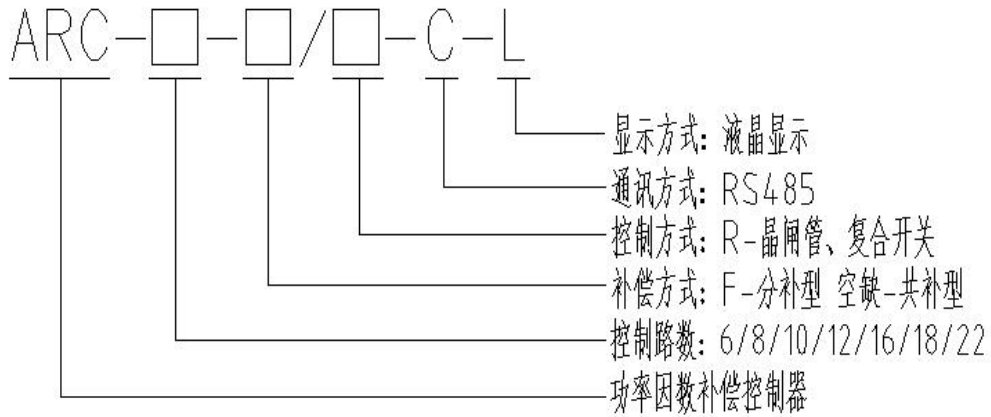 ARC-□-□/□-C-L
显示方式：液晶显示
通讯方式：RS485
控制方式：R-晶闸管、复合开关
补偿方式：F-分补型 空缺-共补型
控制路数：6/8/10/12/16/18/22
功率因数补偿控制器